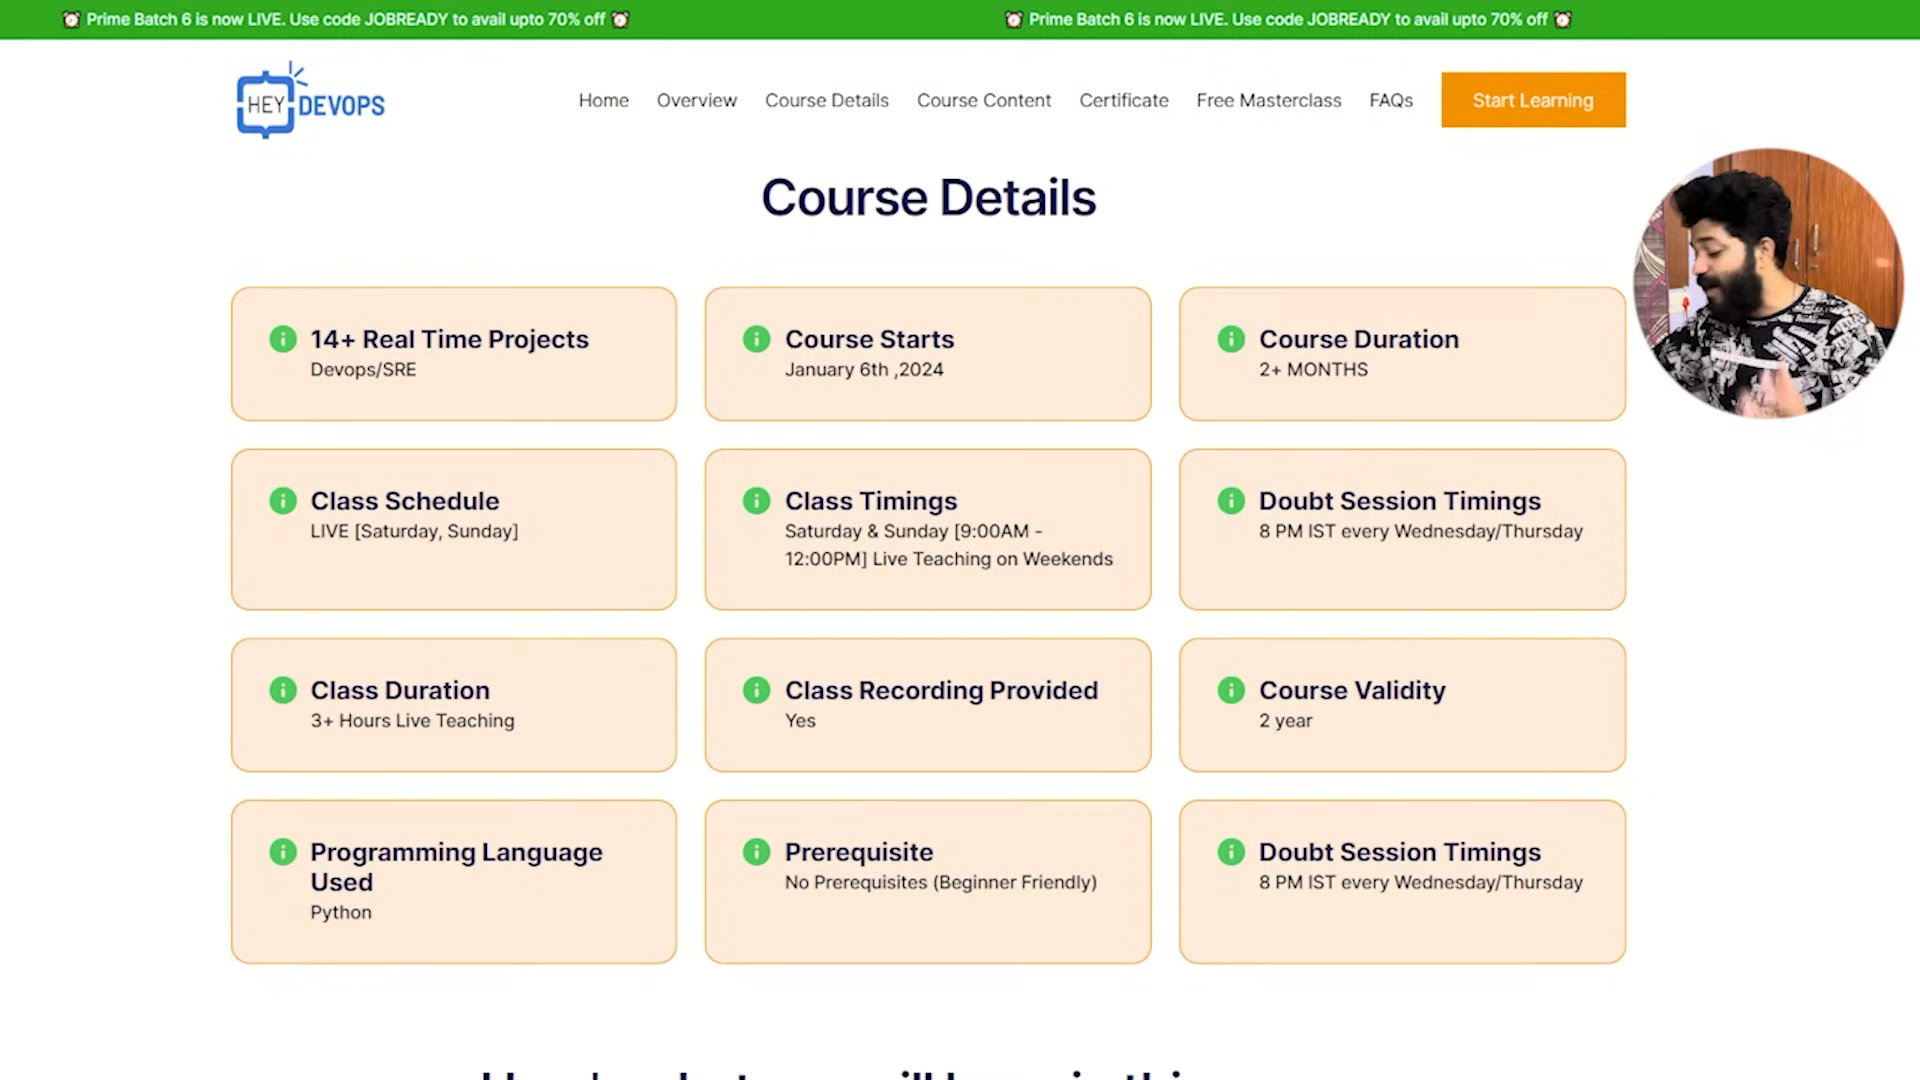 Prime Batch 6 is now LIVE. Use code JOBREADY to avail upto 70% off
Prime Batch 6 is now LIVE. Use code JOBREADY to avail upto 70% off
HEY DEVOPS
Home
Overview
Course Details
Course Content
Certificate
Free Masterclass
FAQs
Start Learning
Course Details
14+ Real Time Projects
Devops/SRE
Course Starts
January 6th ,2024
Course Duration
2+ MONTHS
Class Schedule
LIVE [Saturday, Sunday]
Class Timings
Saturday & Sunday [9:00AM -
12:00PM] Live Teaching on Weekends
Doubt Session Timings
8 PM IST every Wednesday/Thursday
Class Duration
3+ Hours Live Teaching
Class Recording Provided
Yes
Course Validity
2 year
Programming Language
Used
Python
Prerequisite
No Prerequisites (Beginner Friendly)
Doubt Session Timings
8 PM IST every Wednesday/Thursday